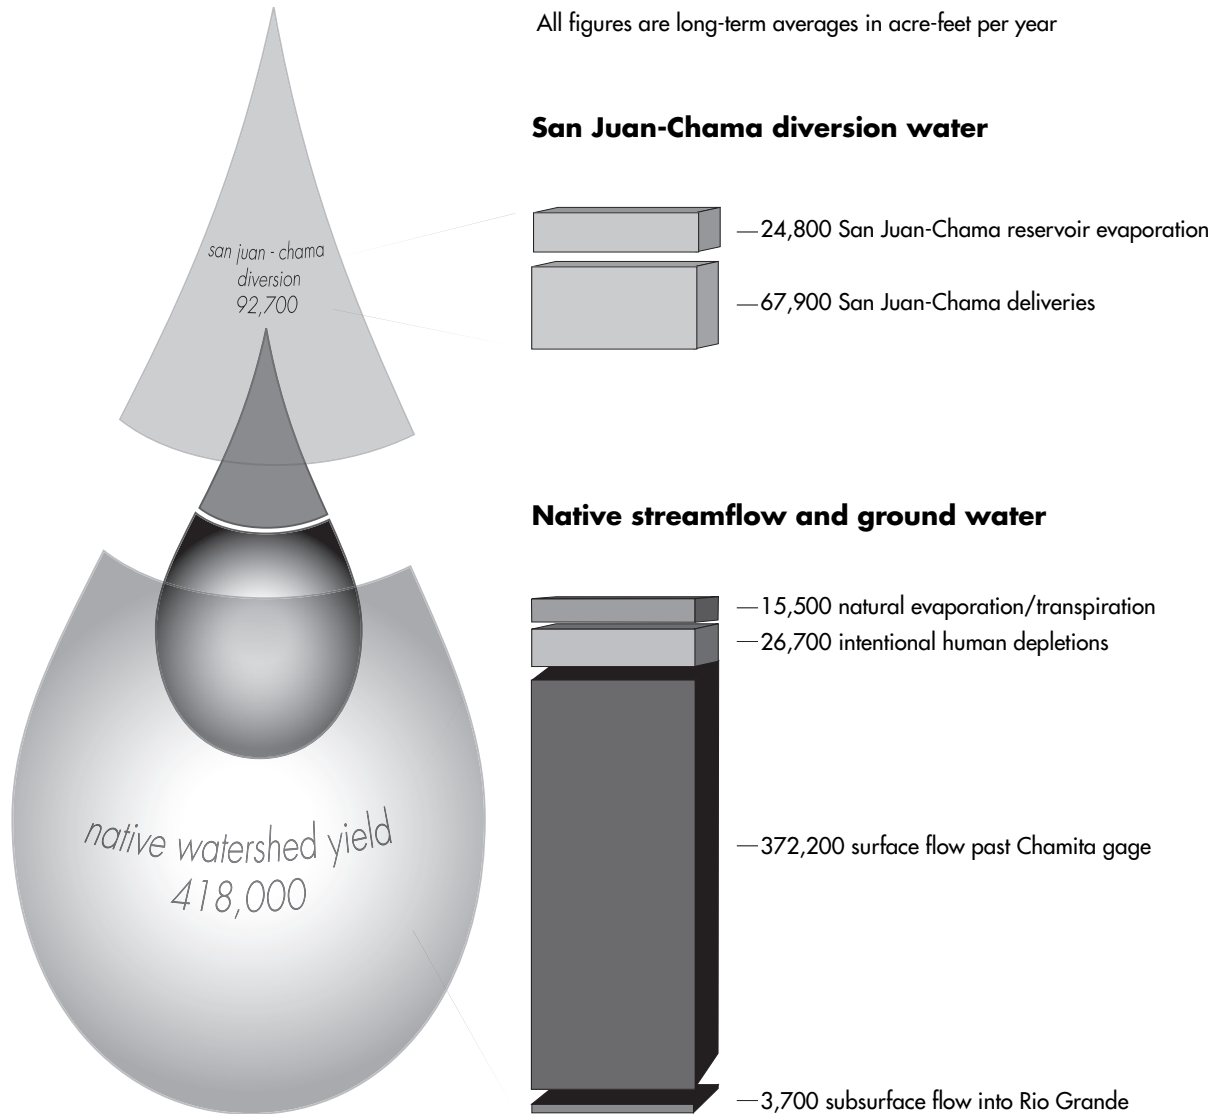 All figures are long-term averages in acre-feet per year
San Juan-Chama diversion water
san juan - chama
diversion
92,700
24,800 San Juan-Chama reservoir evaporation
67,900 San Juan-Chama deliveries
Native streamflow and ground water
15,500 natural evaporation/transpiration
26,700 intentional human depletions
native watershed yield
418,000
372,200 surface flow past Chamita gage
3,700 subsurface flow into Rio Grande